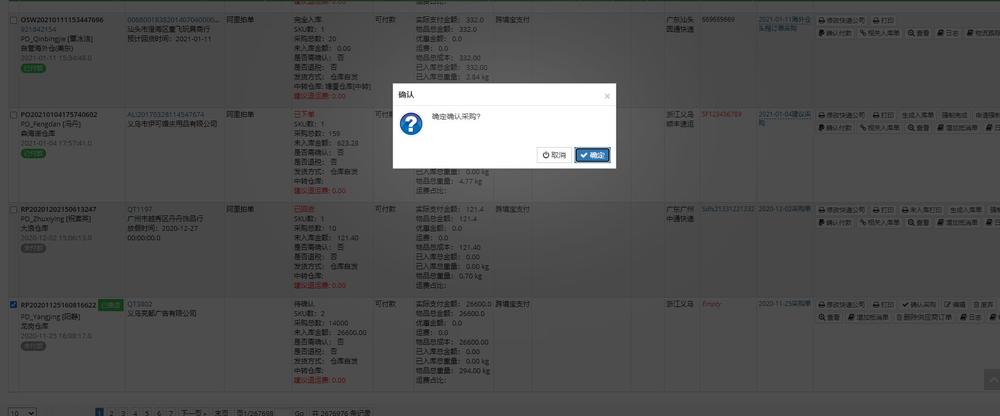 建议退运费: 0.00
运费占比:
OSW20210111153447696
921842154
PD_Qinbingjie [覃冰洁]
自营海外仓(美东)
2021-01-11 15:34:48.0
已付款
0068001838201407040000...
汕头市澄海区童飞玩具商行
预计回货时间：2021-01-11
阿里拍单
完全入库
SKU数：1
采购总数：20
未入库金额： 0.00
是否需确认： 否
是否退税： 否
发货方式： 仓库自发
中转仓库: 塘厦仓库[中转]
建议退运费: 0.00
可付款
实际支付金额： 332.0
物品总额： 332.0
优惠金额： 0.0
运费： 0.0
物品总成本： 332.00
已入库总金额： 332.00
已入库总重量： 2.84 kg
跨境宝支付
广东汕头
圆通快递
669669669
2021-01-11海外仓
头程订单采购
修改快递公司 打印
确认付款 相关入库单 查看 日志 物流跟踪
确认 ×
确定确认采购?
取消 确定
PO20210104175740602
PD_Fengdan [冯丹]
森海诺仓库
2021-01-04 17:57:41.0
已付款
ALI20170328114547674
义乌市伊可婚庆用品有限公司
阿里拍单
已下单
SKU数：1
采购总数：159
未入库金额： 623.28
是否需确认： 否
是否退税： 否
发货方式： 仓库自发
中转仓库:
建议退运费: 0.00
可付款
已入库总重量： 0.00 kg
物品总重量： 4.77 kg
运费占比:
浙江义乌
顺丰速运
SF123456789
2021-01-04建议采
购
修改快递公司 打印 生成入库单 强制完成 申请强制
确认付款 相关入库单 查看 增加抵消单
RP20201202150613247
PD_Zhuxiying [祝喜英]
大浪仓库
2020-12-02 15:06:13.0
未付款
QT1197
广州市越秀区丹丹饰品行
放假时间：2020-12-27
00:00:00.0
阿里拍单
已回货
SKU数：1
采购总数：10
未入库金额： 121.40
是否需确认： 否
是否退税： 否
发货方式： 仓库自发
中转仓库:
建议退运费: 0.00
可付款
实际支付金额： 121.4
物品总额： 121.4
优惠金额： 0.0
运费： 0.0
物品总成本： 121.40
已入库总金额： 0.00
已入库总重量： 0.00 kg
物品总重量： 0.70 kg
运费占比:
跨境宝支付
广东广州
中通快递
Sdfs21331221332
2020-12-02采购单
修改快递公司 打印 未入库打印 生成入库单 强制
确认付款 相关入库单 查看 增加抵消单
RP20201125160816622 已推送
PD_Yangjing [阳静]
龙岗仓库
2020-11-25 16:08:17.0
未付款
QT3802
义乌亮都广告有限公司
待确认
SKU数：2
采购总数：14000
未入库金额： 26600.00
是否需确认： 否
是否退税： 否
发货方式： 仓库自发
中转仓库:
建议退运费: 0.00
可付款
实际支付金额： 26600.0
物品总额： 26600.0
优惠金额： 0.0
运费： 0.0
物品总成本： 26600.00
已入库总金额： 0.00
已入库总重量： 0.00 kg
物品总重量： 294.00 kg
运费占比:
跨境宝支付
浙江义乌
Empty
2020-11-25采购单
修改快递公司 打印 确认采购 编辑 废弃
查看 增加抵消单 删除供应商订单 日志
10 1 2 3 4 5 6 7 下一页 » 末页 页1/267698 Go 共 2676976 条记录